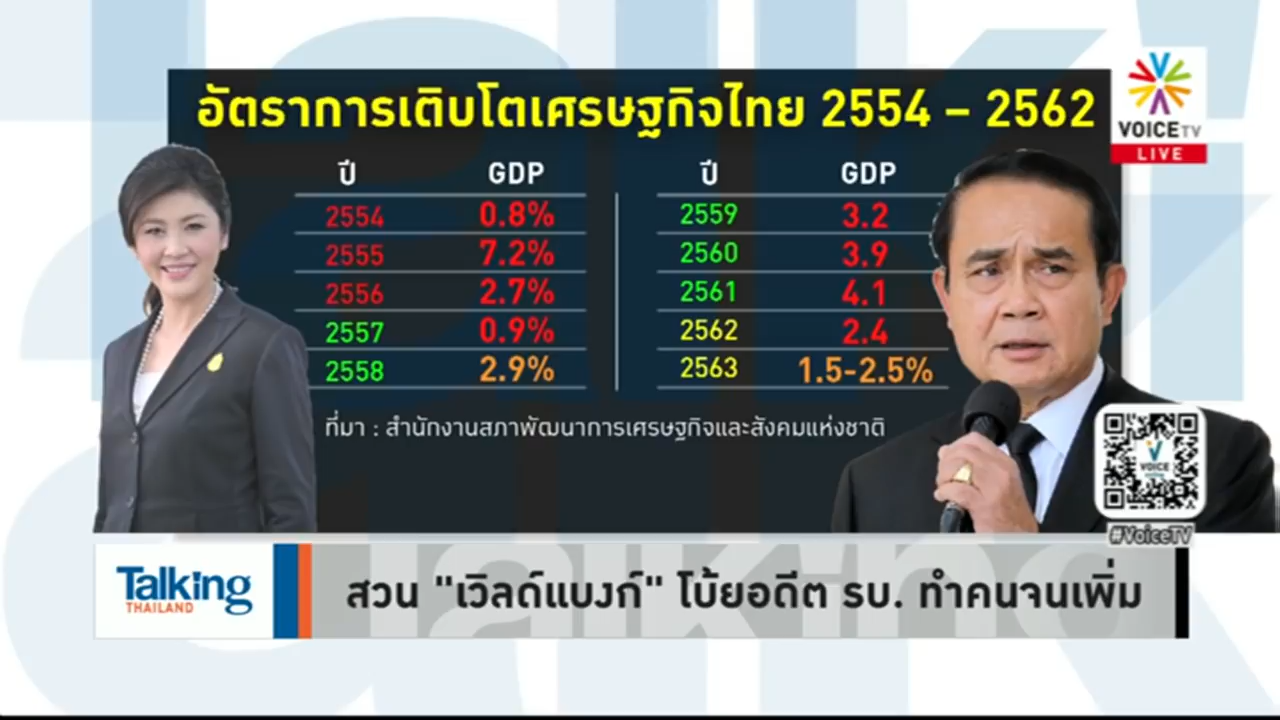 อัตราการเติบโตเศรษฐกิจไทย 2554 – 2562
VOICE TV
LIVE
ปี GDP ปี GDP
2554 0.8% 2559 3.2
2555 7.2% 2560 3.9
2556 2.7% 2561 4.1
2557 0.9% 2562 2.4
2558 2.9% 2563 1.5-2.5%
ที่มา : สำนักงานสภาพัฒนาการเศรษฐกิจและสังคมแห่งชาติ
VOICE
#VoiceTV
Talking
THAILAND
สวน "เวิลด์แบงก์" โบ้ยอดีต รบ. ทำคนจนเพิ่ม